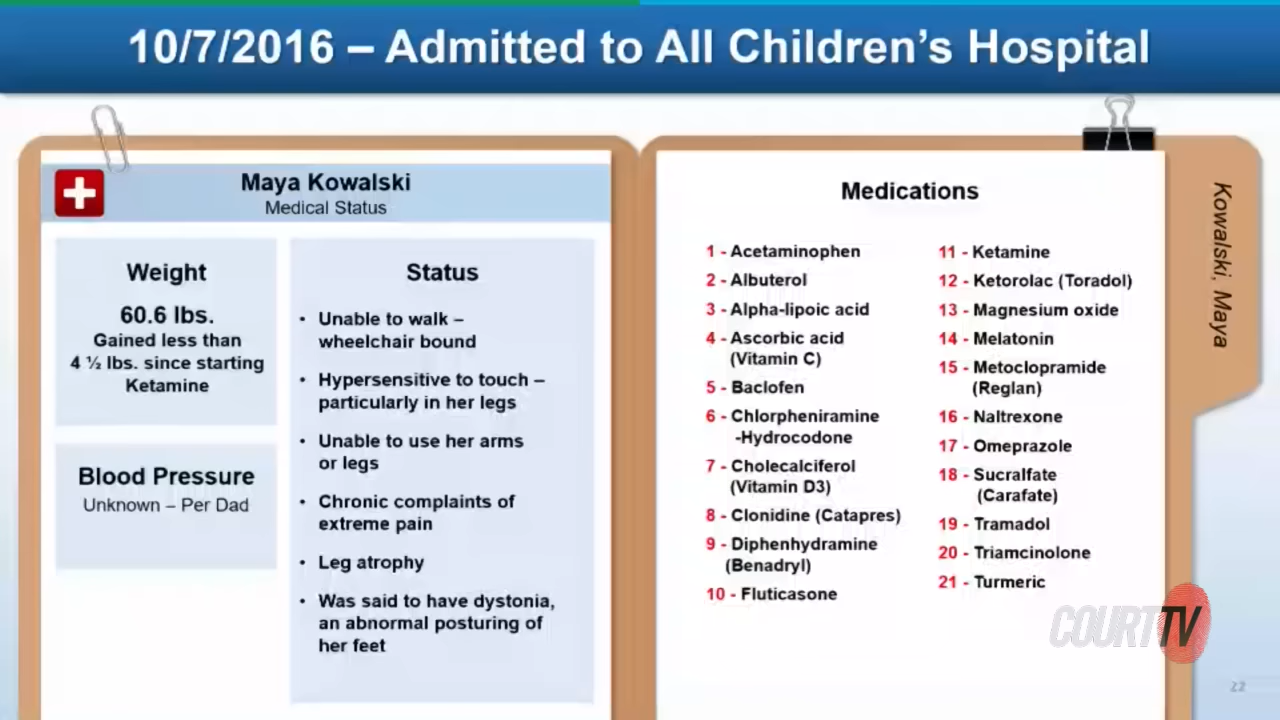 10/7/2016 – Admitted to All Children’s Hospital
Maya Kowalski
Medical Status
Weight
60.6 lbs.
Gained less than
4 ½ lbs. since starting
Ketamine
Blood Pressure
Unknown – Per Dad
Status
• Unable to walk –
wheelchair bound
• Hypersensitive to touch –
particularly in her legs
• Unable to use her arms
or legs
• Chronic complaints of
extreme pain
• Leg atrophy
• Was said to have dystonia,
an abnormal posturing of
her feet
Medications
1 - Acetaminophen
2 - Albuterol
3 - Alpha-lipoic acid
4 - Ascorbic acid
(Vitamin C)
5 - Baclofen
6 - Chlorpheniramine
-Hydrocodone
7 - Cholecalciferol
(Vitamin D3)
8 - Clonidine (Catapres)
9 - Diphenhydramine
(Benadryl)
10 - Fluticasone
11 - Ketamine
12 - Ketorolac (Toradol)
13 - Magnesium oxide
14 - Melatonin
15 - Metoclopramide
(Reglan)
16 - Naltrexone
17 - Omeprazole
18 - Sucralfate
(Carafate)
19 - Tramadol
20 - Triamcinolone
21 - Turmeric
Kowalski, Maya
COURT TV
22